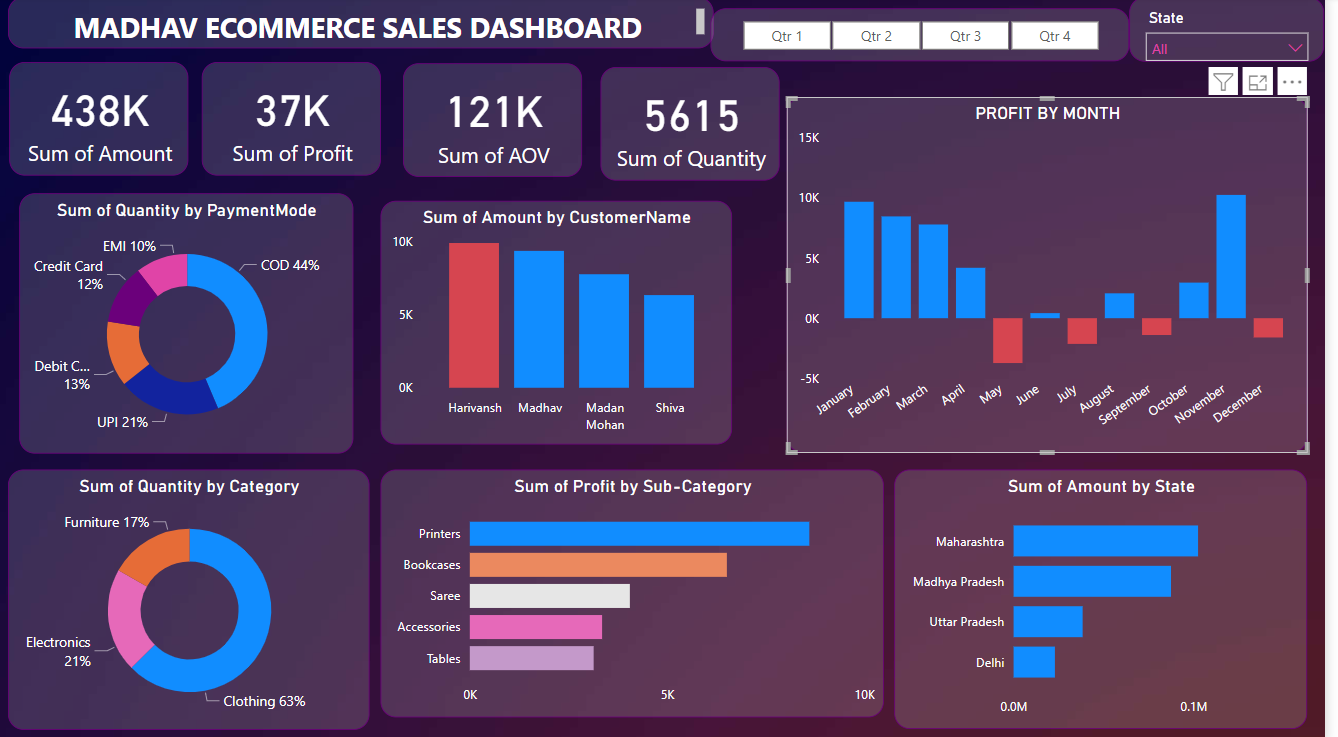 MADHAV ECOMMERCE SALES DASHBOARD
Qtr 1
Qtr 2
Qtr 3
Qtr 4
State
All
438K
Sum of Amount
37K
Sum of Profit
121K
Sum of AOV
5615
Sum of Quantity
PROFIT BY MONTH
15K
10K
5K
0K
-5K
January
February
March
April
May
June
July
August
September
October
November
December
Sum of Quantity by PaymentMode
EMI 10%
Credit Card
12%
COD 44%
Debit C...
13%
UPI 21%
Sum of Amount by CustomerName
10K
5K
0K
Harivansh
Madhav
Madan
Mohan
Shiva
Sum of Quantity by Category
Furniture 17%
Electronics
21%
Clothing 63%
Sum of Profit by Sub-Category
Printers
Bookcases
Saree
Accessories
Tables
0K
5K
10K
Sum of Amount by State
Maharashtra
Madhya Pradesh
Uttar Pradesh
Delhi
0.0M
0.1M